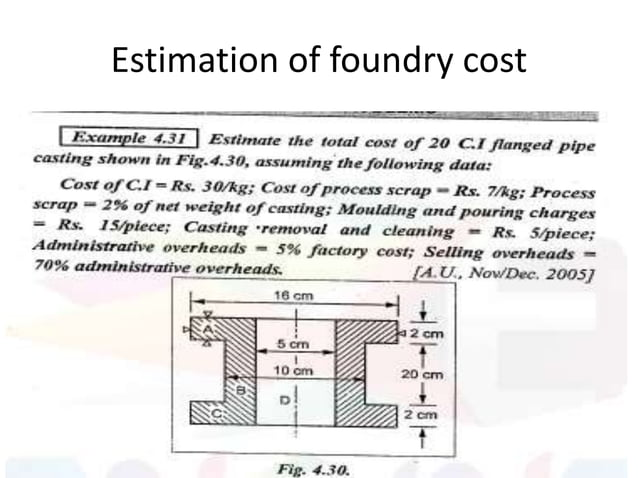 Estimation of foundry cost
Example 4.31 Estimate the total cost of 20 C.I flanged pipe
casting shown in Fig.4.30, assuming the following data:
Cost of C.I = Rs. 30/kg; Cost of process scrap = Rs. 7/kg; Process
scrap = 2% of net weight of casting; Moulding and pouring charges
= Rs. 15/piece; Casting removal and cleaning = Rs. 5/piece;
Administrative overheads = 5% factory cost; Selling overheads =
70% administrative overheads. [A.U., Nov/Dec. 2005]
16 cm
A
2 cm
5 cm
10 cm
20 cm
B
D
C
2 cm
Fig. 4.30.